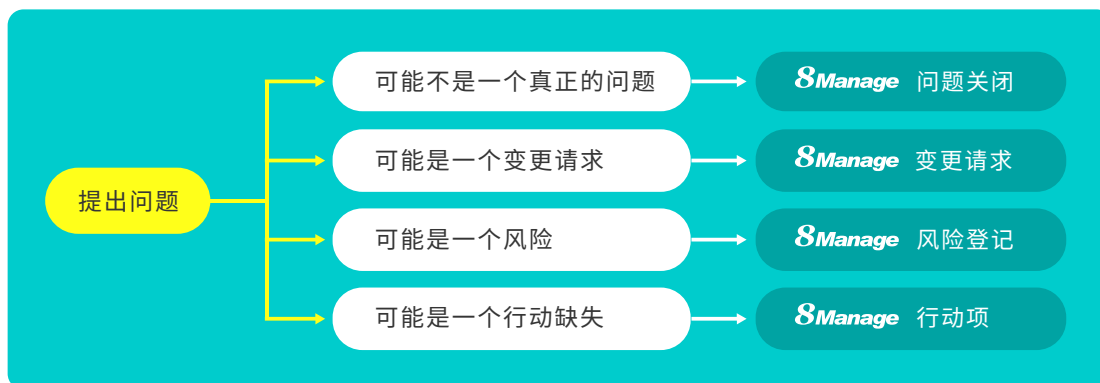 可能不是一个真正的问题
8Manage 问题关闭
可能是一个变更请求
8Manage 变更请求
提出问题
可能是一个风险
8Manage 风险登记
可能是一个行动缺失
8Manage 行动项